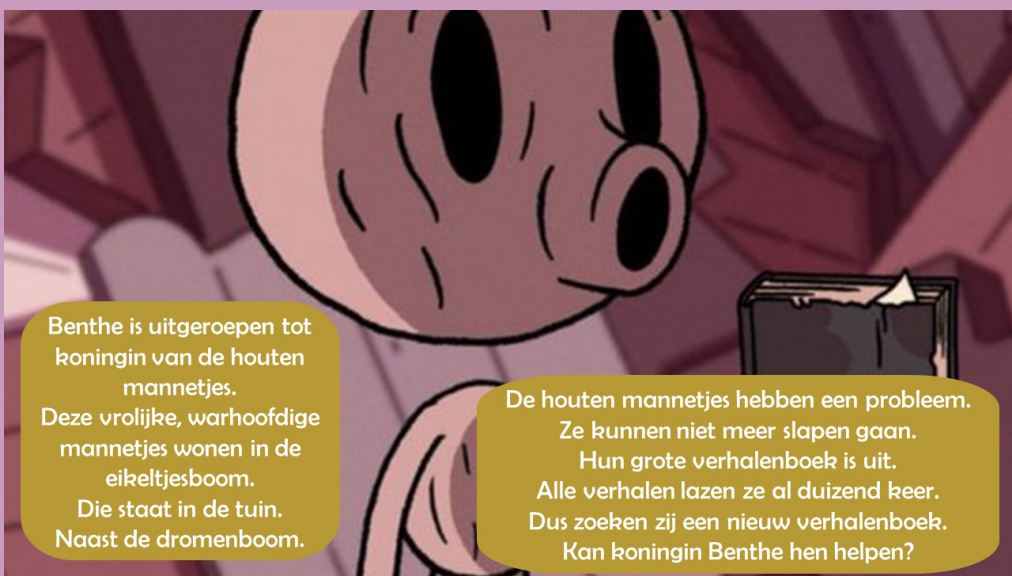 Benthe is uitgeroepen tot
koningin van de houten
mannetjes.
Deze vrolijke, warhoofdige
mannetjes wonen in de
eikeltjesboom.
Die staat in de tuin.
Naast de dromenboom.
De houten mannetjes hebben een probleem.
Ze kunnen niet meer slapen gaan.
Hun grote verhalenboek is uit.
Alle verhalen lazen ze al duizend keer.
Dus zoeken zij een nieuw verhalenboek.
Kan koningin Benthe hen helpen?